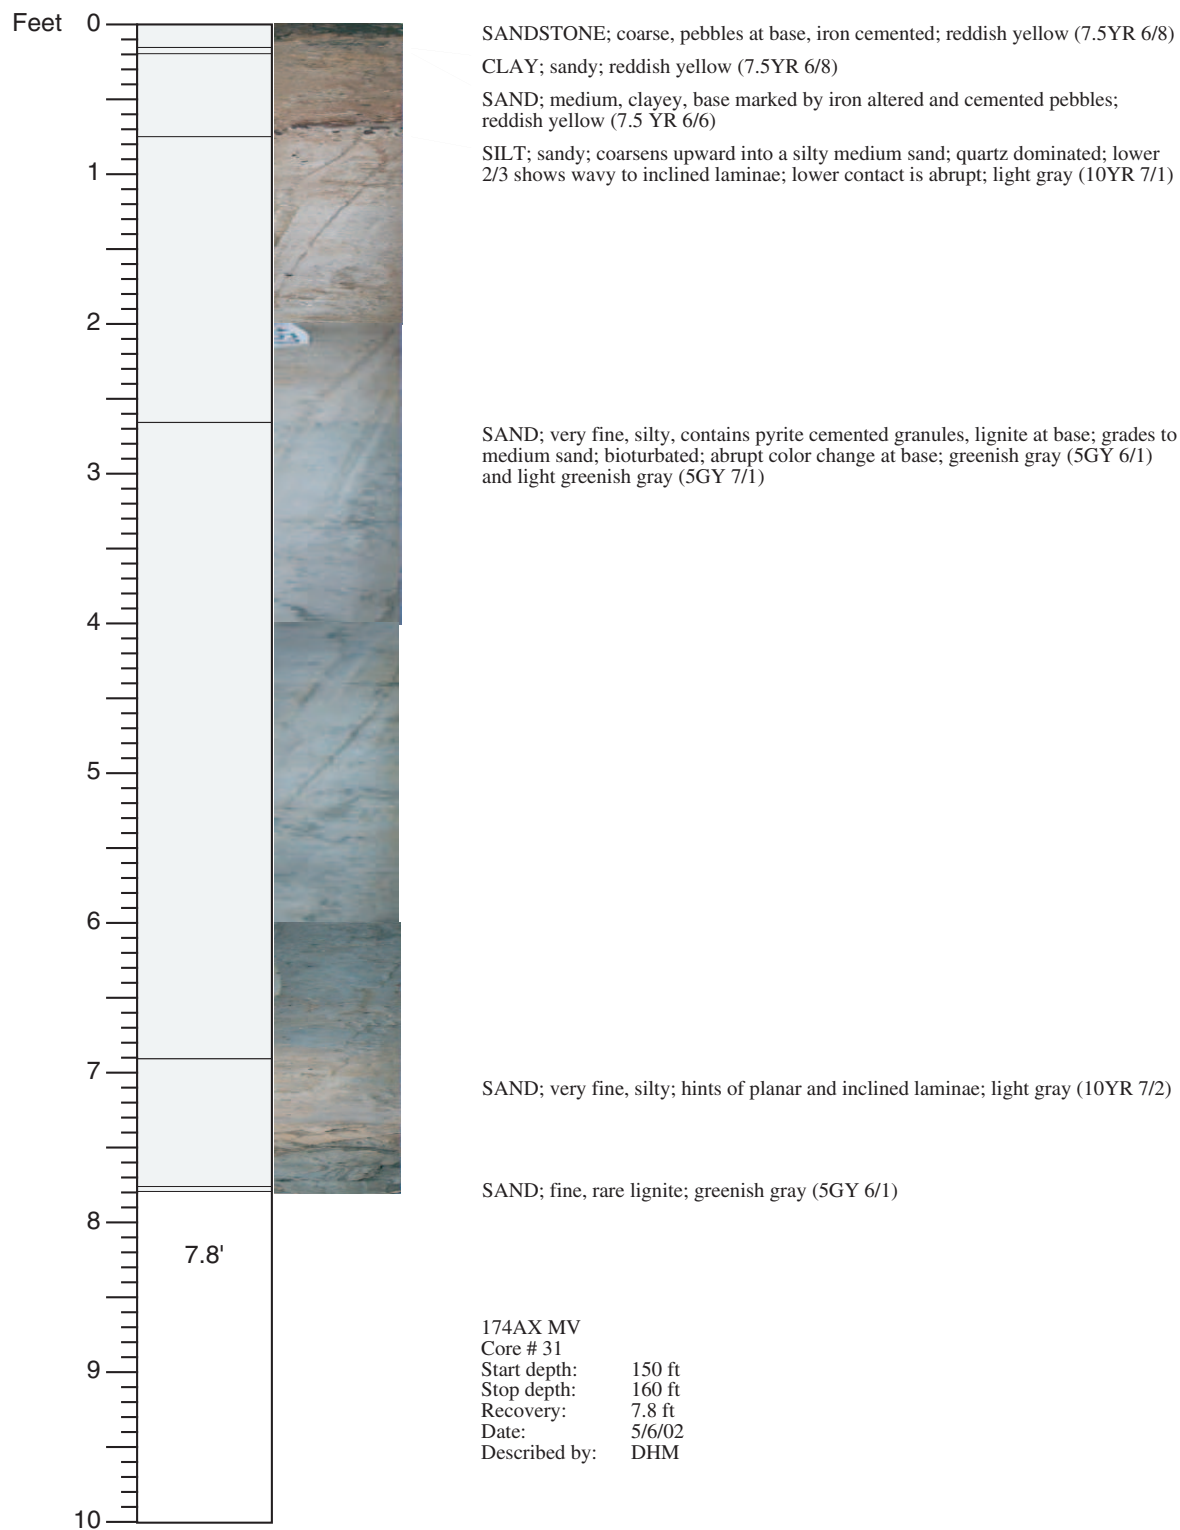 Feet
0
1
2
3
4
5
6
7
8
9
10
7.8'
SANDSTONE; coarse, pebbles at base, iron cemented; reddish yellow (7.5YR 6/8)
CLAY; sandy; reddish yellow (7.5YR 6/8)
SAND; medium, clayey, base marked by iron altered and cemented pebbles;
reddish yellow (7.5 YR 6/6)
SILT; sandy; coarsens upward into a silty medium sand; quartz dominated; lower
2/3 shows wavy to inclined laminae; lower contact is abrupt; light gray (10YR 7/1)
SAND; very fine, silty, contains pyrite cemented granules, lignite at base; grades to
medium sand; bioturbated; abrupt color change at base; greenish gray (5GY 6/1)
and light greenish gray (5GY 7/1)
SAND; very fine, silty; hints of planar and inclined laminae; light gray (10YR 7/2)
SAND; fine, rare lignite; greenish gray (5GY 6/1)
174AX MV
Core # 31
Start depth: 150 ft
Stop depth: 160 ft
Recovery: 7.8 ft
Date: 5/6/02
Described by: DHM